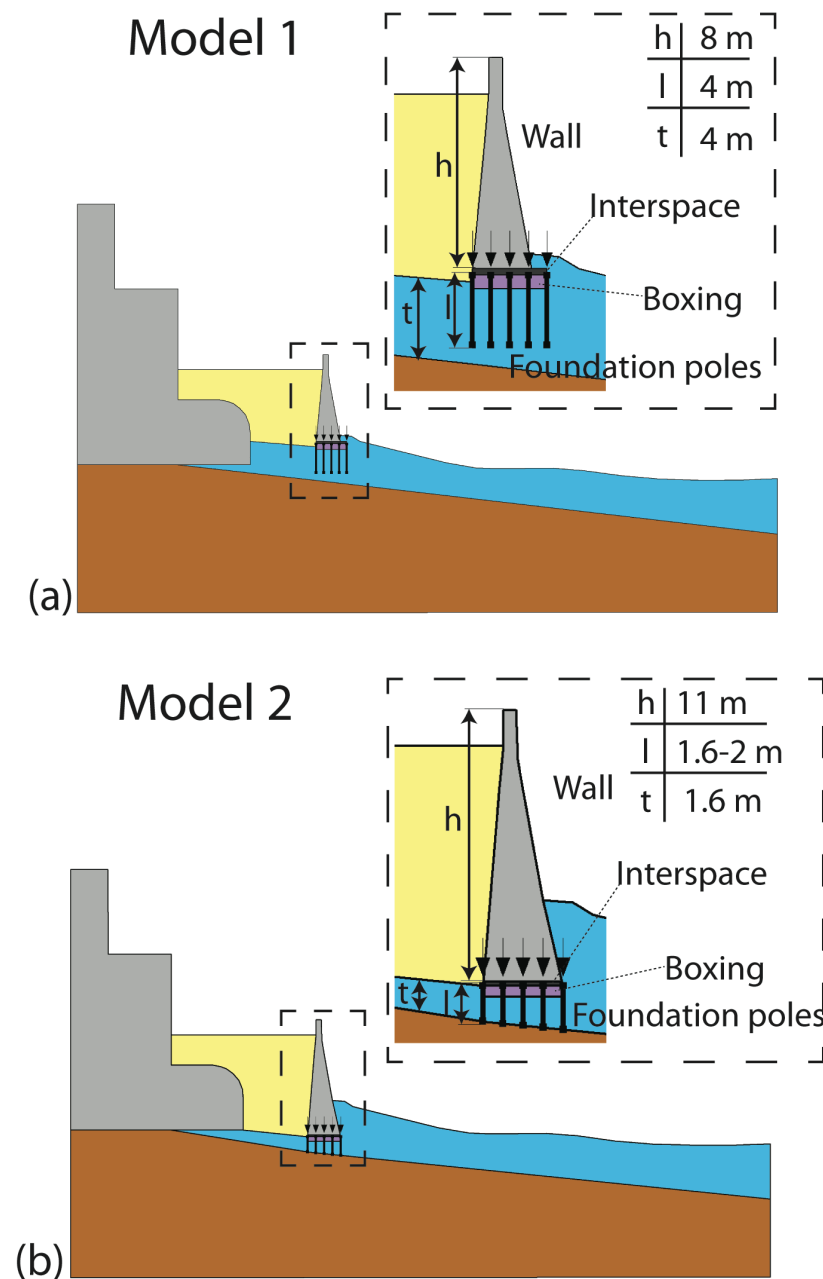 Model 1
h 8 m
l 4 m
t 4 m
Wall
h
Interspace
l
t
Boxing
Foundation poles
(a)
Model 2
h 11 m
l 1.6-2 m
t 1.6 m
Wall
h
Interspace
Boxing
t
l
Foundation poles
(b)